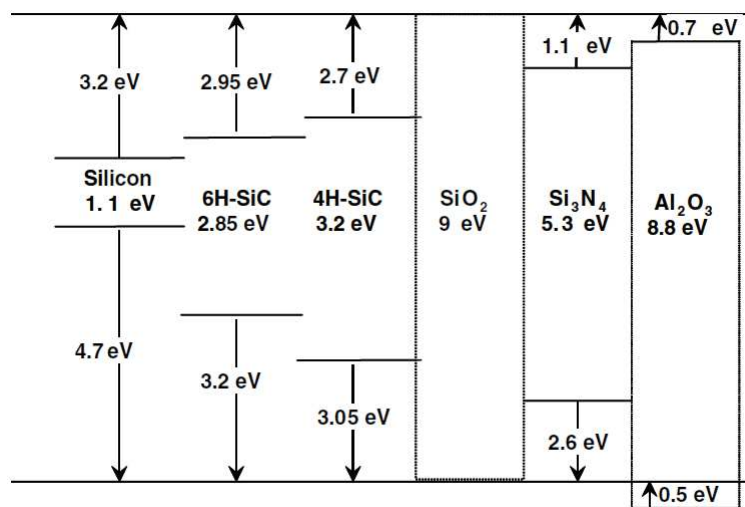 3.2 eV
2.95 eV
2.7 eV
1.1 eV
0.7 eV
Silicon
1.1 eV
6H-SiC
2.85 eV
4H-SiC
3.2 eV
SiO₂
9 eV
Si₃N₄
5.3 eV
Al₂O₃
8.8 eV
4.7 eV
3.2 eV
3.05 eV
2.6 eV
0.5 eV